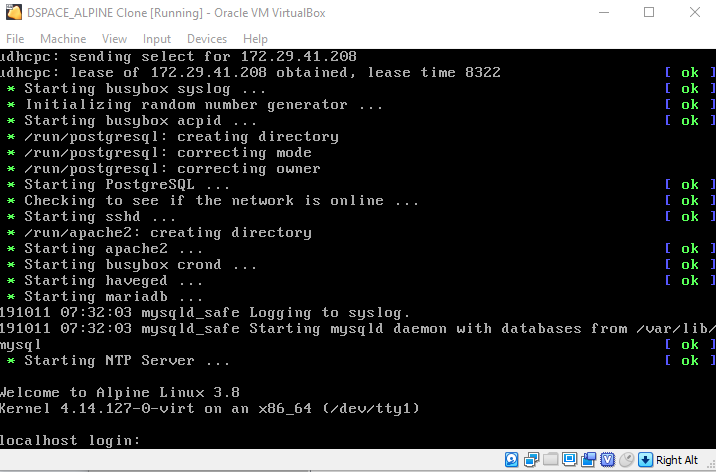 DSPACE_ALPINE Clone [Running] - Oracle VM VirtualBox
File Machine View Input Devices Help
udhcpc: sending select for 172.29.41.208
udhcpc: lease of 172.29.41.208 obtained, lease time 8322 [ ok ]
* Starting busybox syslog ... [ ok ]
* Initializing random number generator ... [ ok ]
* Starting busybox acpid ... [ ok ]
* /run/postgresql: creating directory
* /run/postgresql: correcting mode
* /run/postgresql: correcting owner
* Starting PostgreSQL ... [ ok ]
* Checking to see if the network is online ... [ ok ]
* Starting sshd ... [ ok ]
* /run/apache2: creating directory
* Starting apache2 ... [ ok ]
* Starting busybox crond ... [ ok ]
* Starting haveged ... [ ok ]
* Starting mariadb ...
191011 07:32:03 mysqld_safe Logging to syslog.
191011 07:32:03 mysqld_safe Starting mysqld daemon with databases from /var/lib/
mysql [ ok ]
* Starting NTP Server ... [ ok ]
Welcome to Alpine Linux 3.8
Kernel 4.14.127-0-virt on an x86_64 (/dev/tty1)
localhost login:
Right Alt